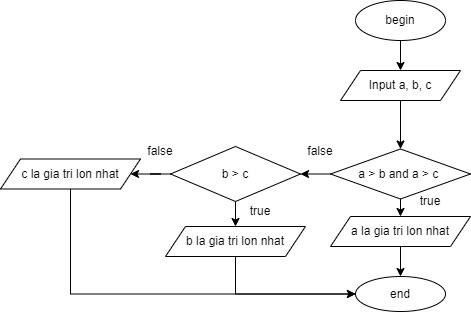 begin
Input a, b, c
a > b and a > c
false
true
b > c
false
true
c la gia tri lon nhat
b la gia tri lon nhat
a la gia tri lon nhat
end